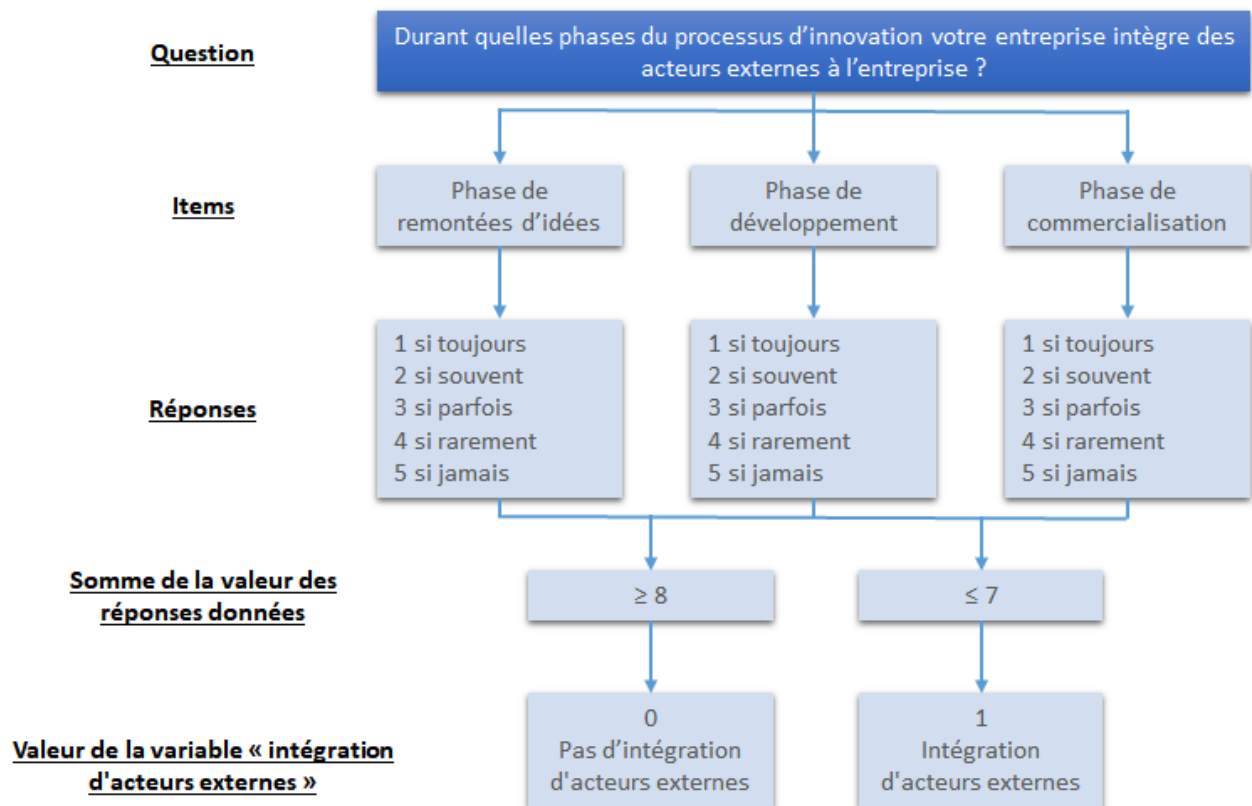 Question
Durant quelles phases du processus d’innovation votre entreprise intègre des
acteurs externes à l’entreprise ?
Items
Phase de
remontées d’idées
Phase de
développement
Phase de
commercialisation
Réponses
1 si toujours
2 si souvent
3 si parfois
4 si rarement
5 si jamais
1 si toujours
2 si souvent
3 si parfois
4 si rarement
5 si jamais
1 si toujours
2 si souvent
3 si parfois
4 si rarement
5 si jamais
Somme de la valeur des
réponses données
≥ 8
≤ 7
Valeur de la variable « intégration
d'acteurs externes »
0
Pas d’intégration
d'acteurs externes
1
Intégration
d'acteurs externes